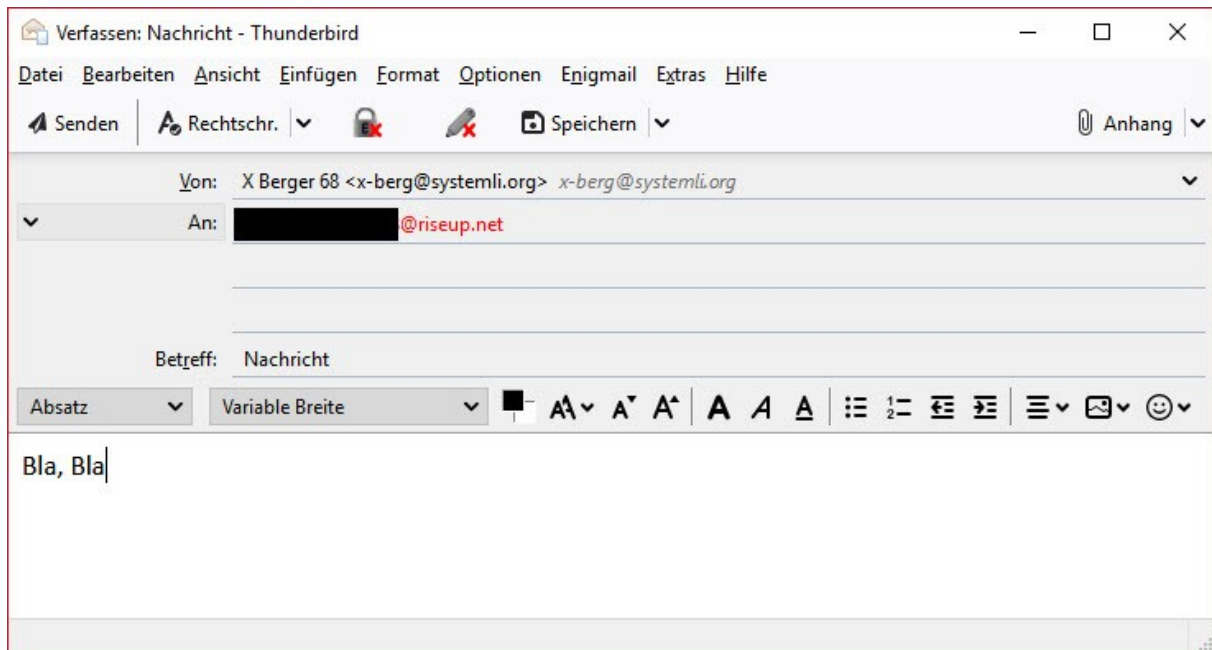 Verfassen: Nachricht - Thunderbird
Datei Bearbeiten Ansicht Einfügen Format Optionen Enigmail Extras Hilfe
Senden Rechtschr. Speichern Anhang
Von: X Berger 68 <x-berg@systemli.org> x-berg@systemli.org
An: @riseup.net
Betreff: Nachricht
Absatz Variable Breite
Bla, Bla